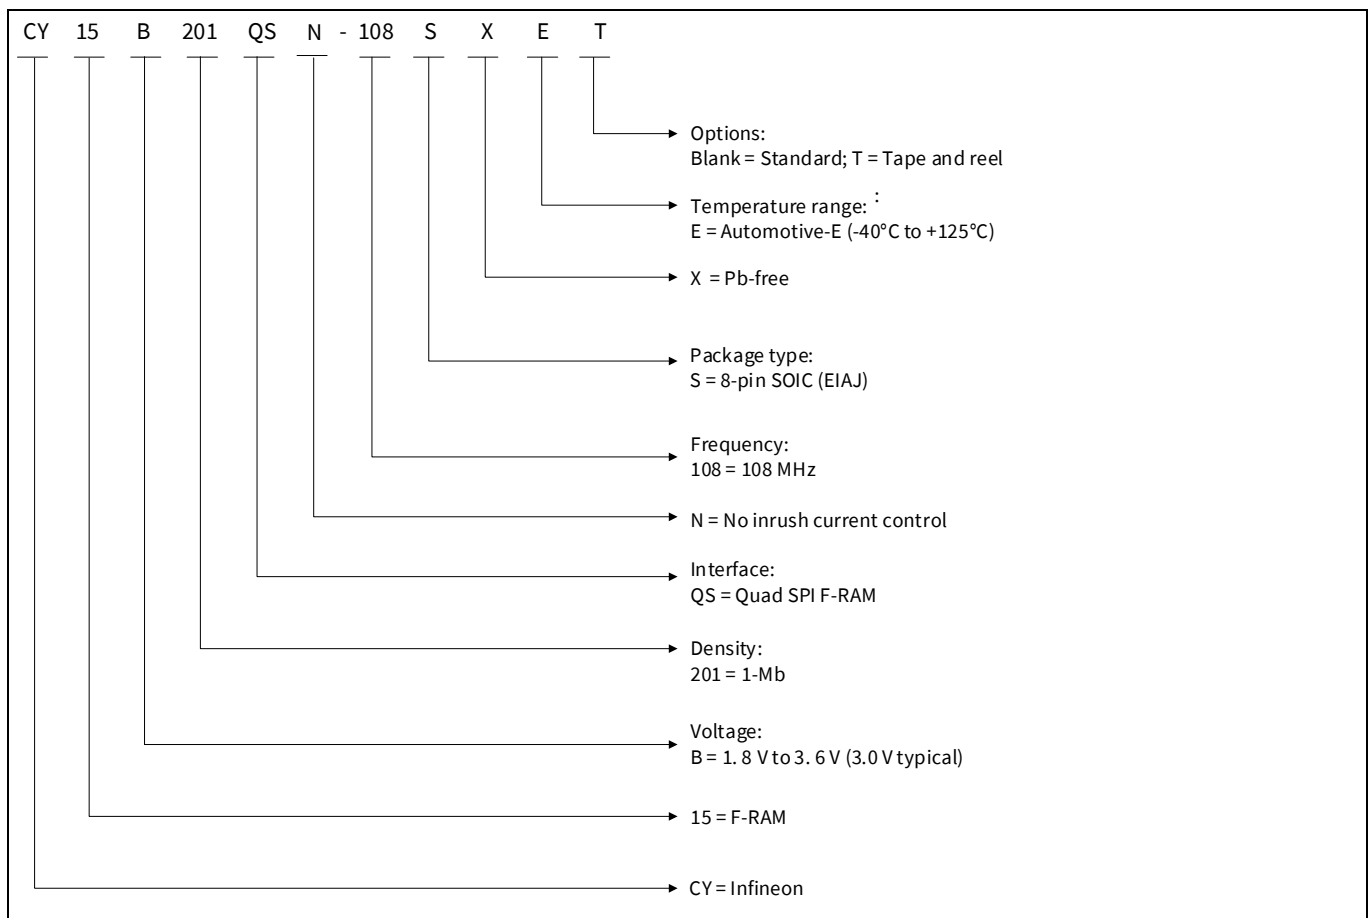 CY 15 B 201 QS N - 108 S X E T
Options:
Blank = Standard; T = Tape and reel
Temperature range: :
E = Automotive-E (-40°C to +125°C)
X = Pb-free
Package type:
S = 8-pin SOIC (EIAJ)
Frequency:
108 = 108 MHz
N = No inrush current control
Interface:
QS = Quad SPI F-RAM
Density:
201 = 1-Mb
Voltage:
B = 1. 8 V to 3. 6 V (3.0 V typical)
15 = F-RAM
CY = Infineon